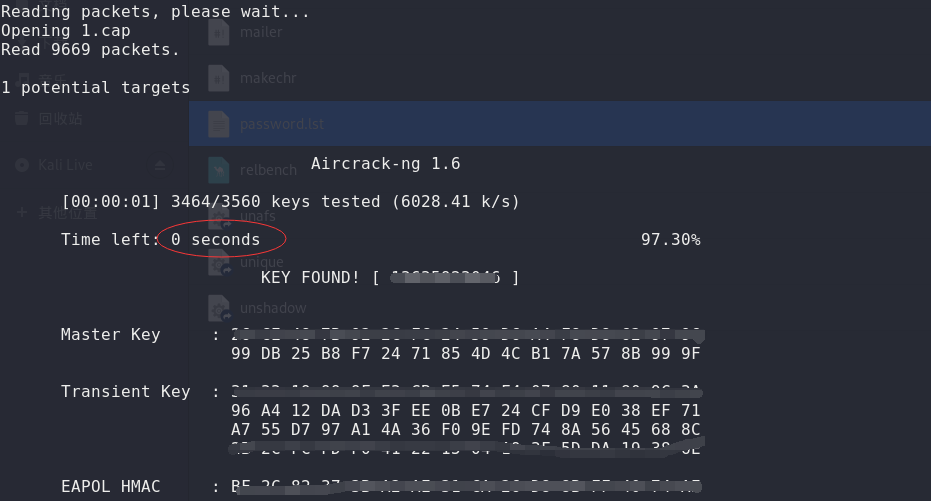 Reading packets, please wait...
Opening 1.cap
Read 9669 packets.
1 potential targets
mailer
makechr
音乐
回收站
password.lst
Kali Live
relbench
其他位置
unafs
unique
unshadow
Aircrack-ng 1.6
[00:00:01] 3464/3560 keys tested (6028.41 k/s)
Time left: 0 seconds 97.30%
KEY FOUND! [ ]
Master Key :
99 DB 25 B8 F7 24 71 85 4D 4C B1 7A 57 8B 99 9F
Transient Key :
96 A4 12 DA D3 3F EE 0B E7 24 CF D9 E0 38 EF 71
A7 55 D7 97 A1 4A 36 F0 9E FD 74 8A 56 45 68 8C
EAPOL HMAC :